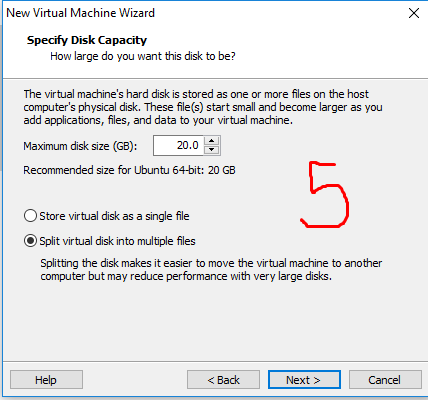 New Virtual Machine Wizard
Specify Disk Capacity
How large do you want this disk to be?
The virtual machine's hard disk is stored as one or more files on the host
computer's physical disk. These file(s) start small and become larger as you
add applications, files, and data to your virtual machine.
Maximum disk size (GB): 20.0
Recommended size for Ubuntu 64-bit: 20 GB
5
Store virtual disk as a single file
Split virtual disk into multiple files
Splitting the disk makes it easier to move the virtual machine to another
computer but may reduce performance with very large disks.
Help < Back Next > Cancel